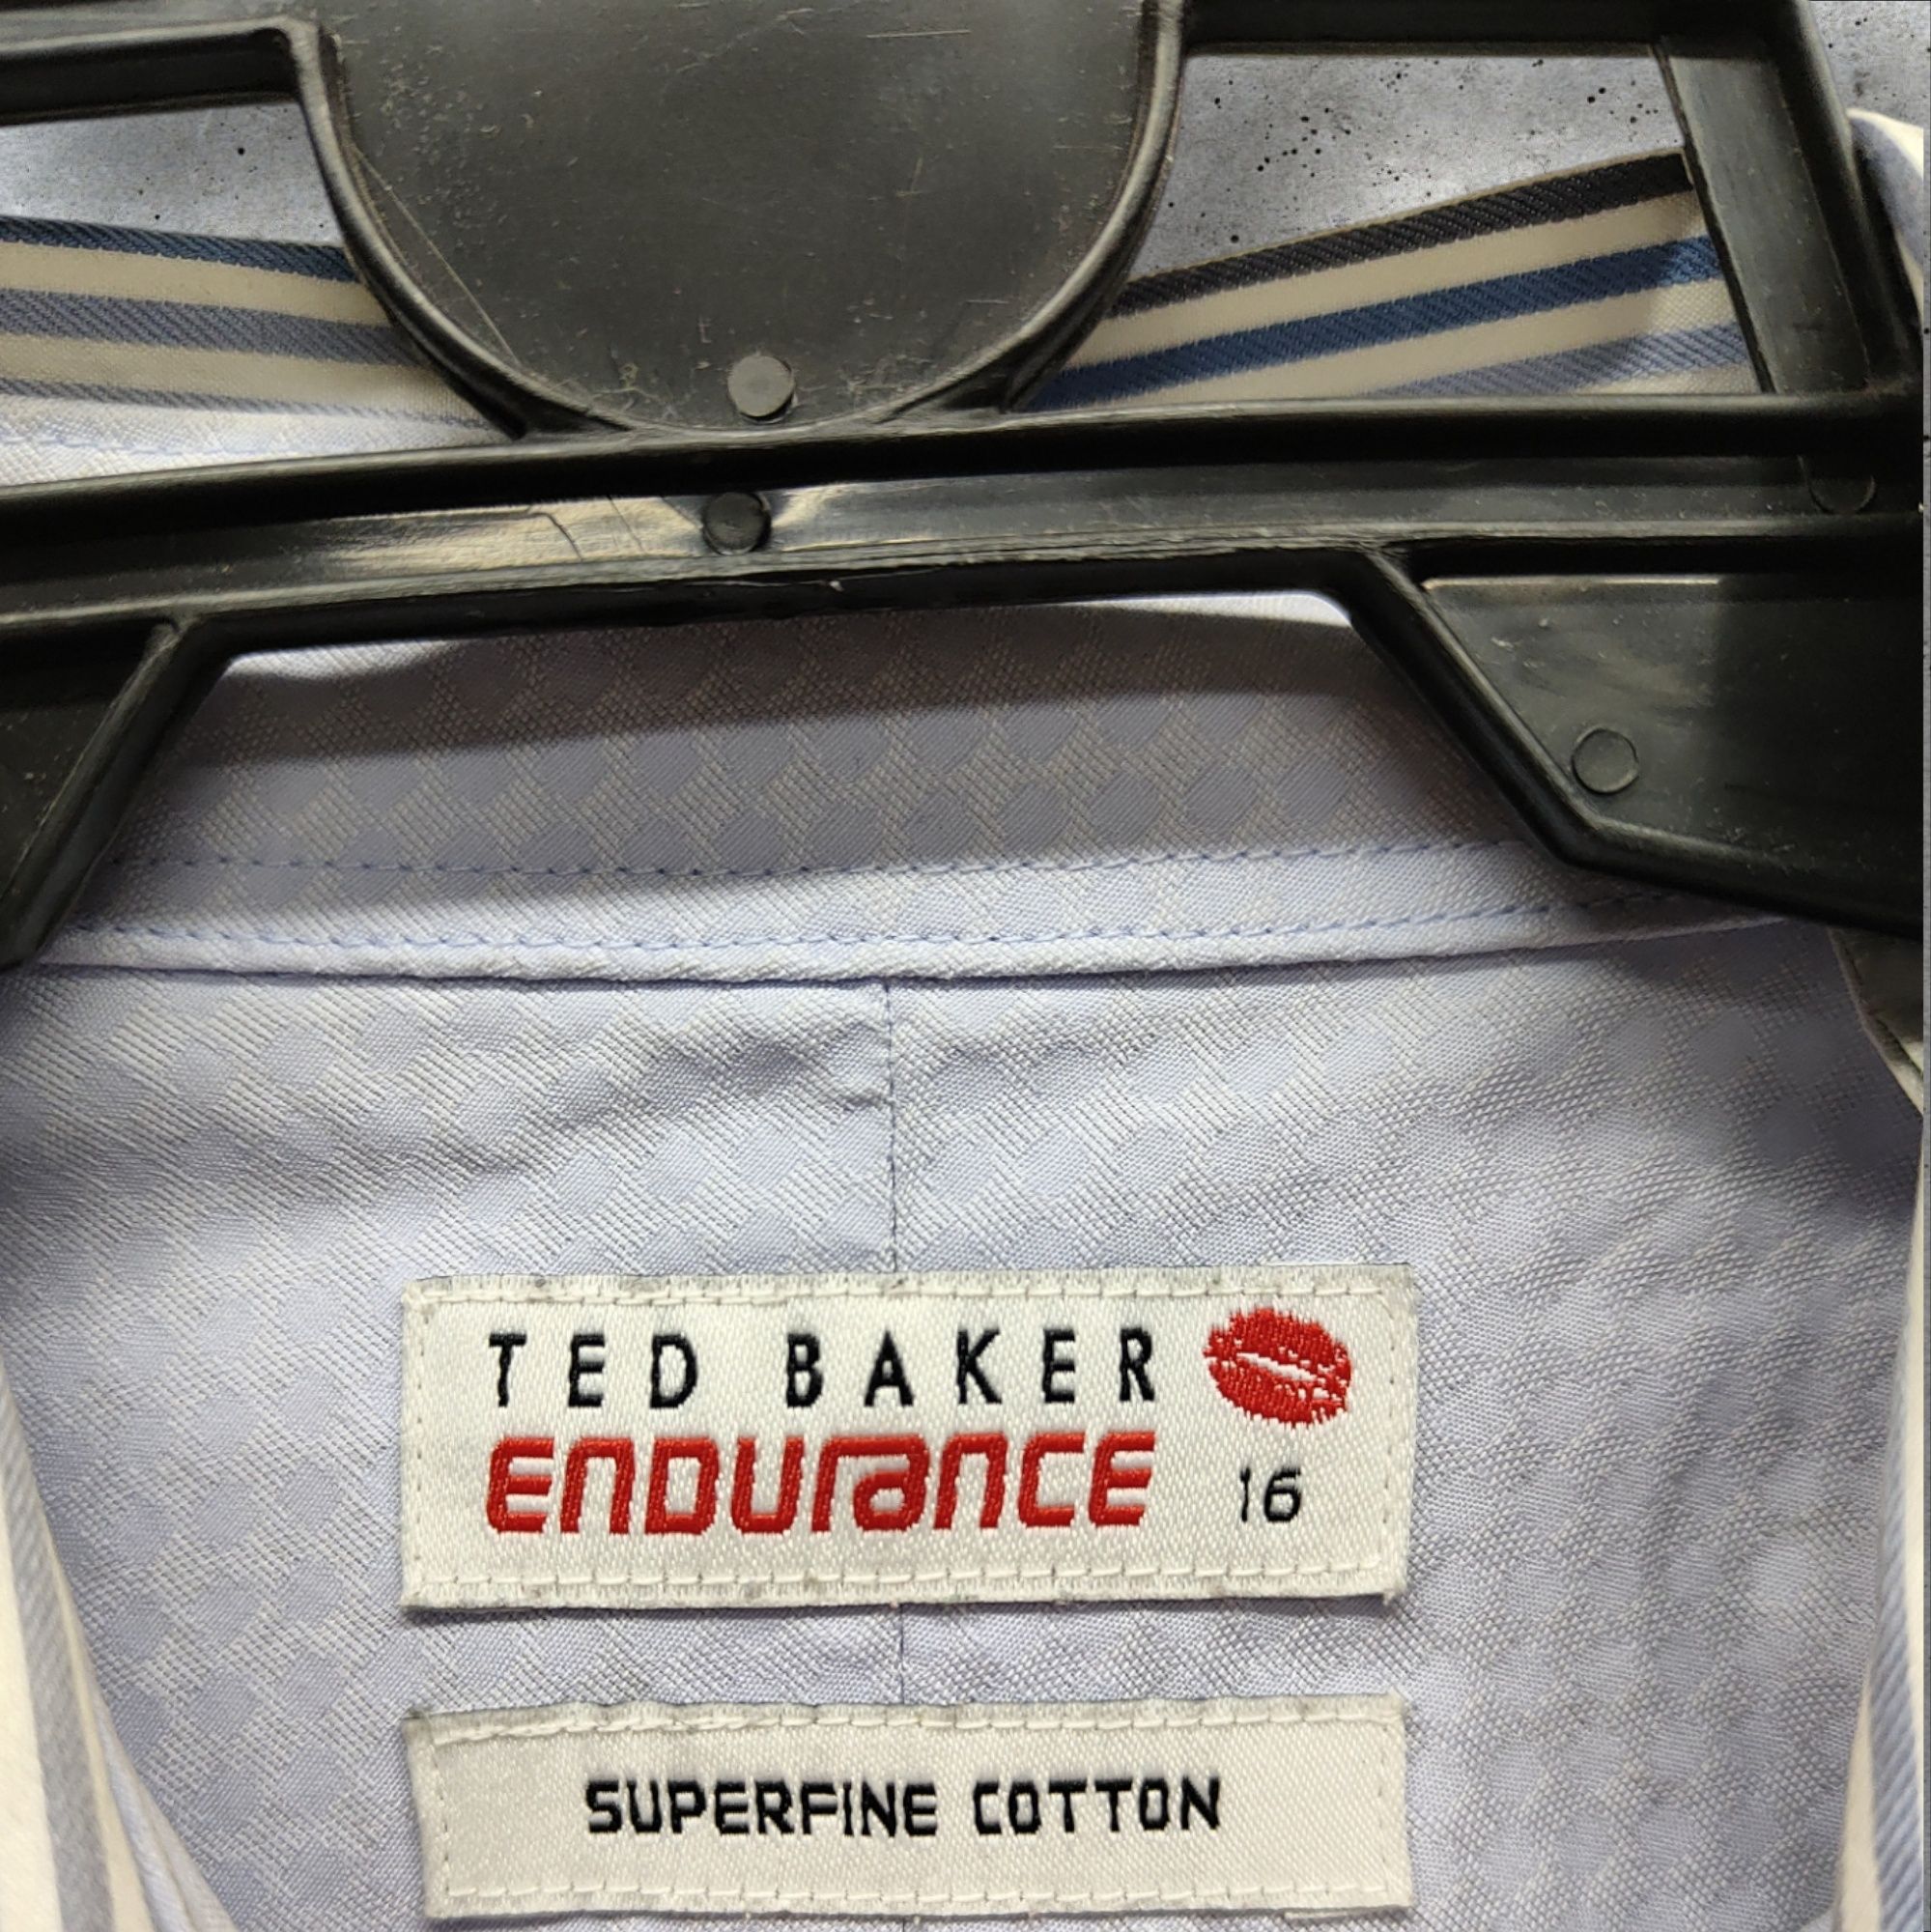 TED BAKER
ENDURANCE 16
SUPERFINE COTTON